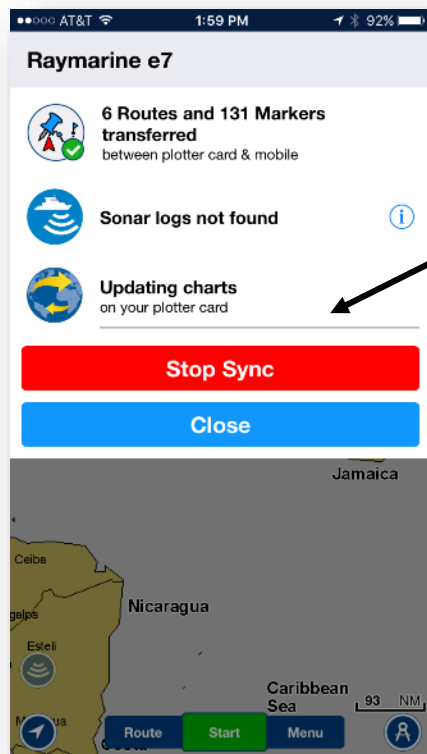 AT&T 1:59 PM 92%
Raymarine e7
6 Routes and 131 Markers
transferred
between plotter card & mobile
Sonar logs not found
i
Updating charts
on your plotter card
Stop Sync
Close
Jamaica
Ceiba
Nicaragua
galpa
Esteli
Caribbean
Sea
93 NM
Route Start Menu